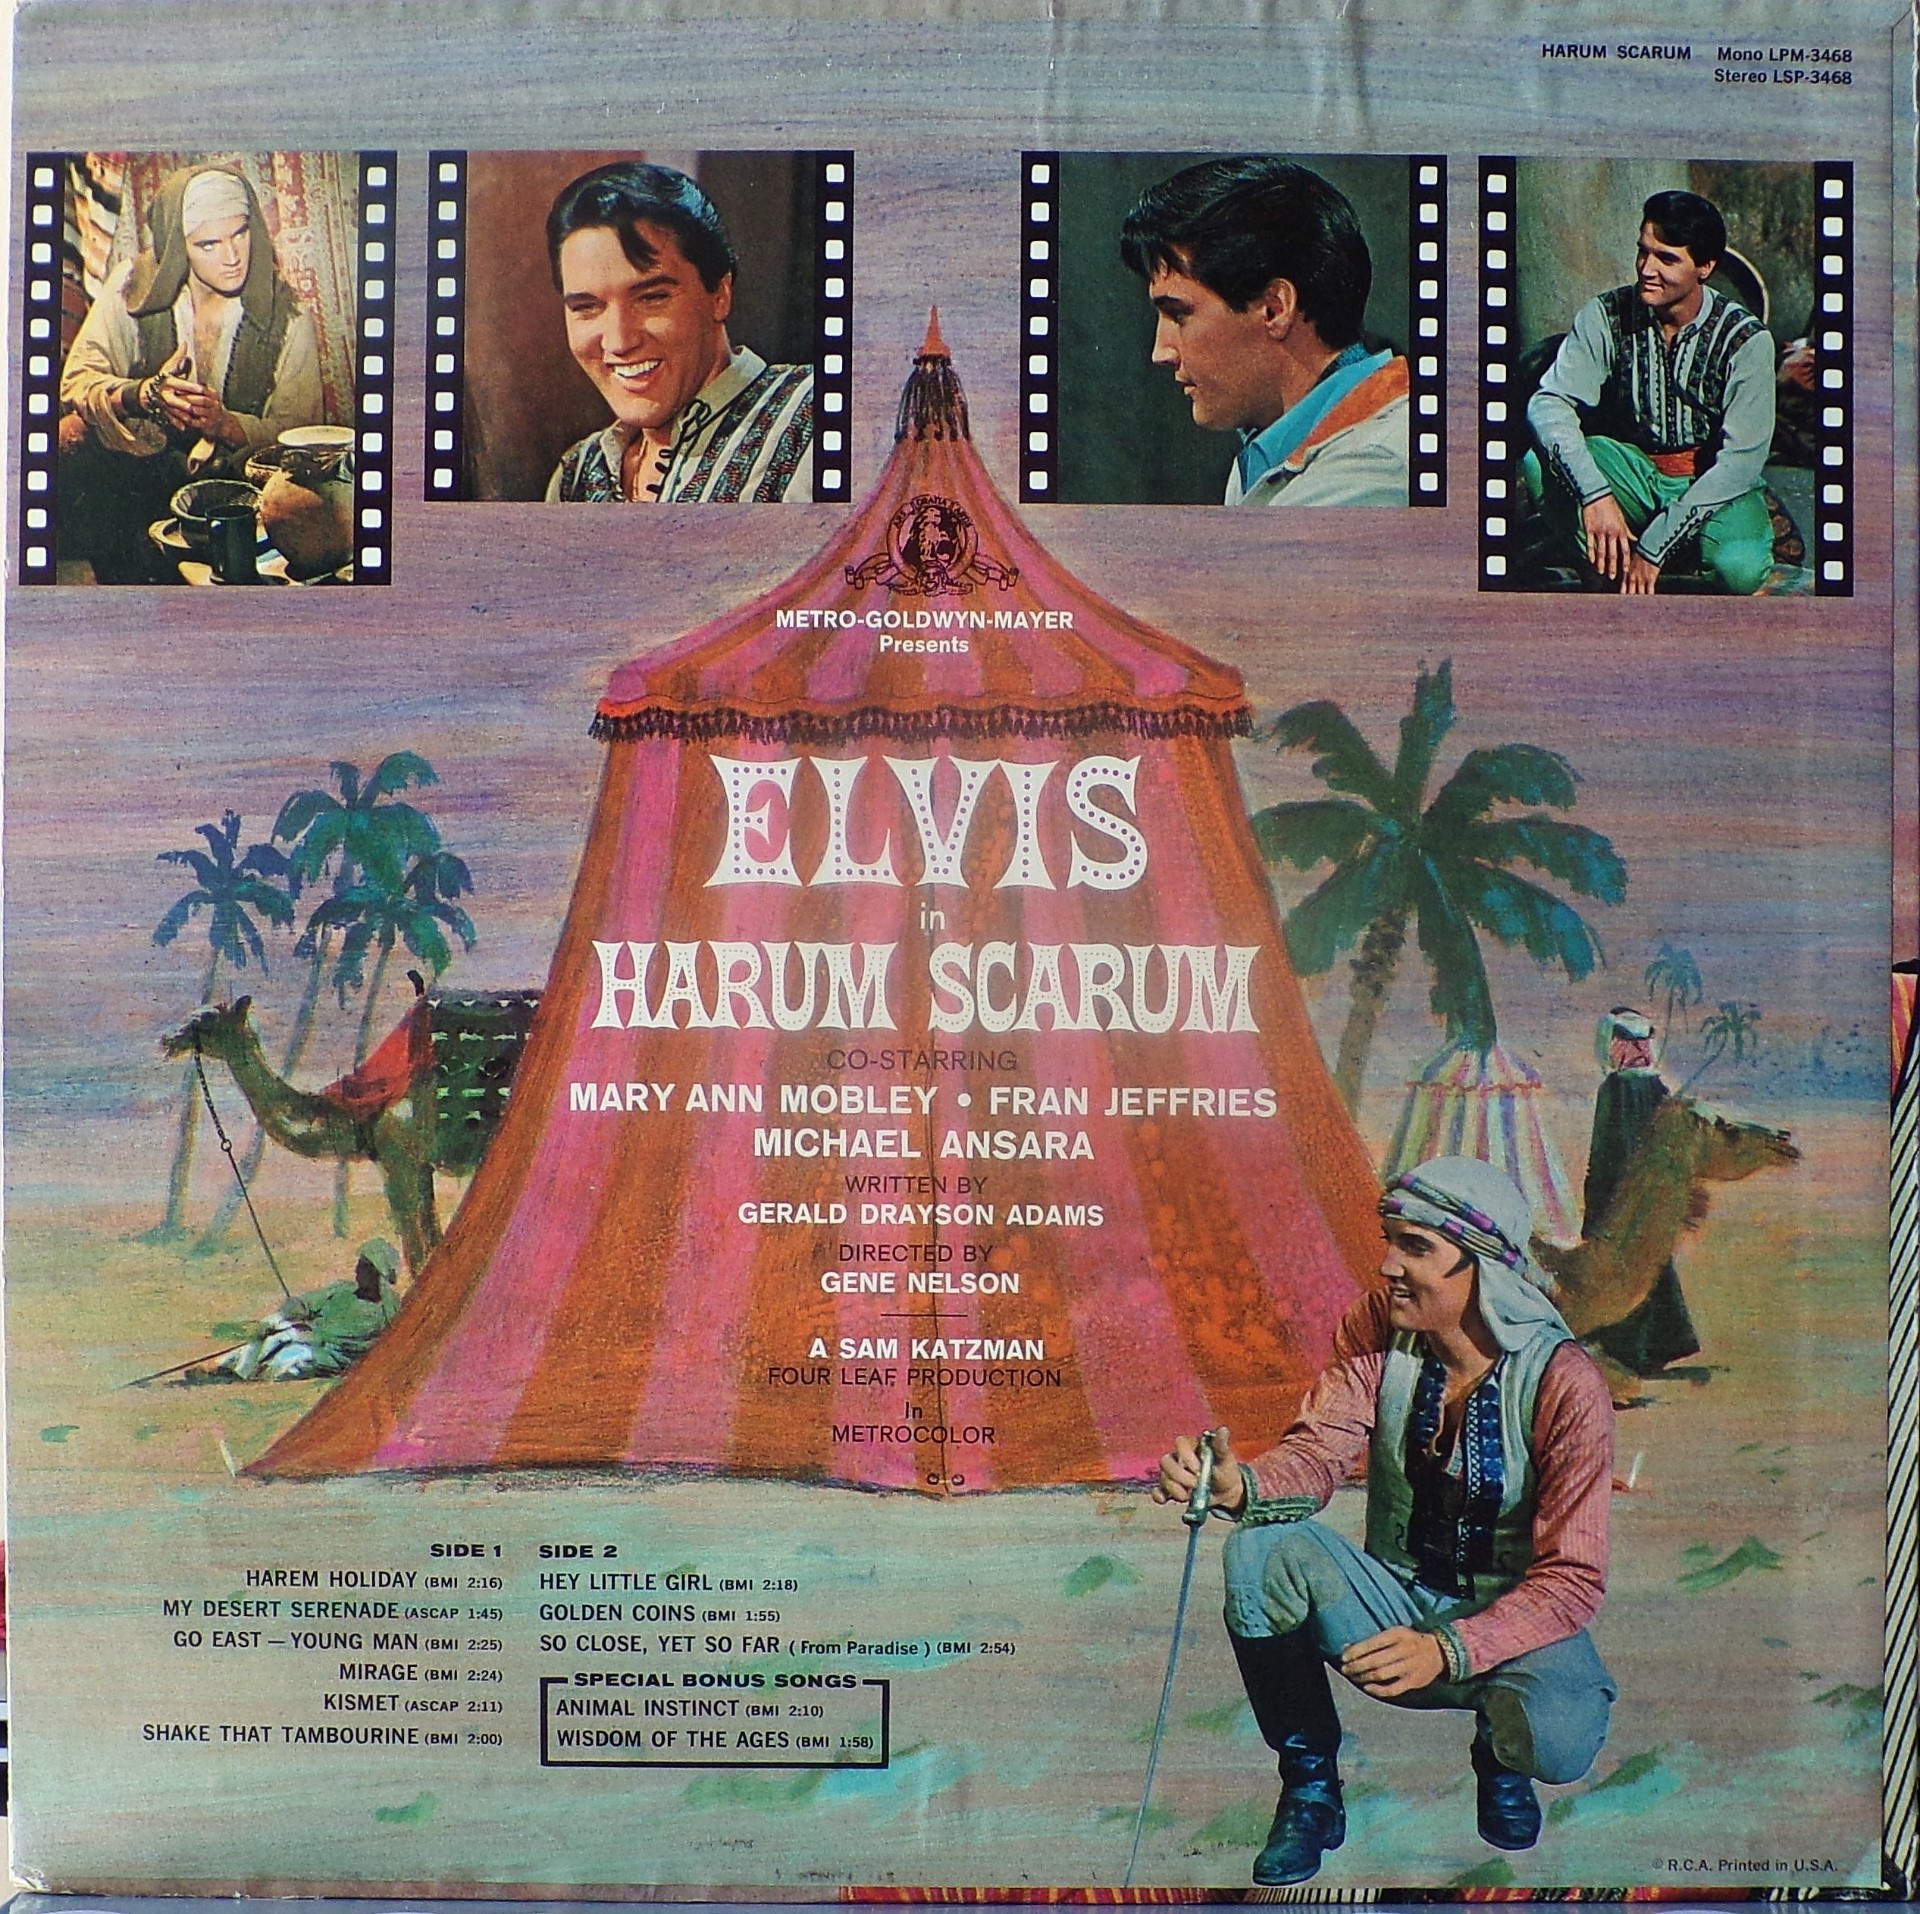 HARUM SCARUM Mono LPM-3468
Stereo LSP-3468
ARS GRATIA ARTIS
METRO-GOLDWYN-MAYER
Presents
ELVIS
in
HARUM SCARUM
CO-STARRING
MARY ANN MOBLEY • FRAN JEFFRIES
MICHAEL ANSARA
WRITTEN BY
GERALD DRAYSON ADAMS
DIRECTED BY
GENE NELSON
A SAM KATZMAN
FOUR LEAF PRODUCTION
In
METROCOLOR
SIDE 1
HAREM HOLIDAY (BMI 2:16)
MY DESERT SERENADE (ASCAP 1:45)
GO EAST — YOUNG MAN (BMI 2:25)
MIRAGE (BMI 2:24)
KISMET (ASCAP 2:11)
SHAKE THAT TAMBOURINE (BMI 2:00)
SIDE 2
HEY LITTLE GIRL (BMI 2:18)
GOLDEN COINS (BMI 1:55)
SO CLOSE, YET SO FAR ( From Paradise ) (BMI 2:54)
SPECIAL BONUS SONGS
ANIMAL INSTINCT (BMI 2:10)
WISDOM OF THE AGES (BMI 1:58)
© R.C.A. Printed in U.S.A.